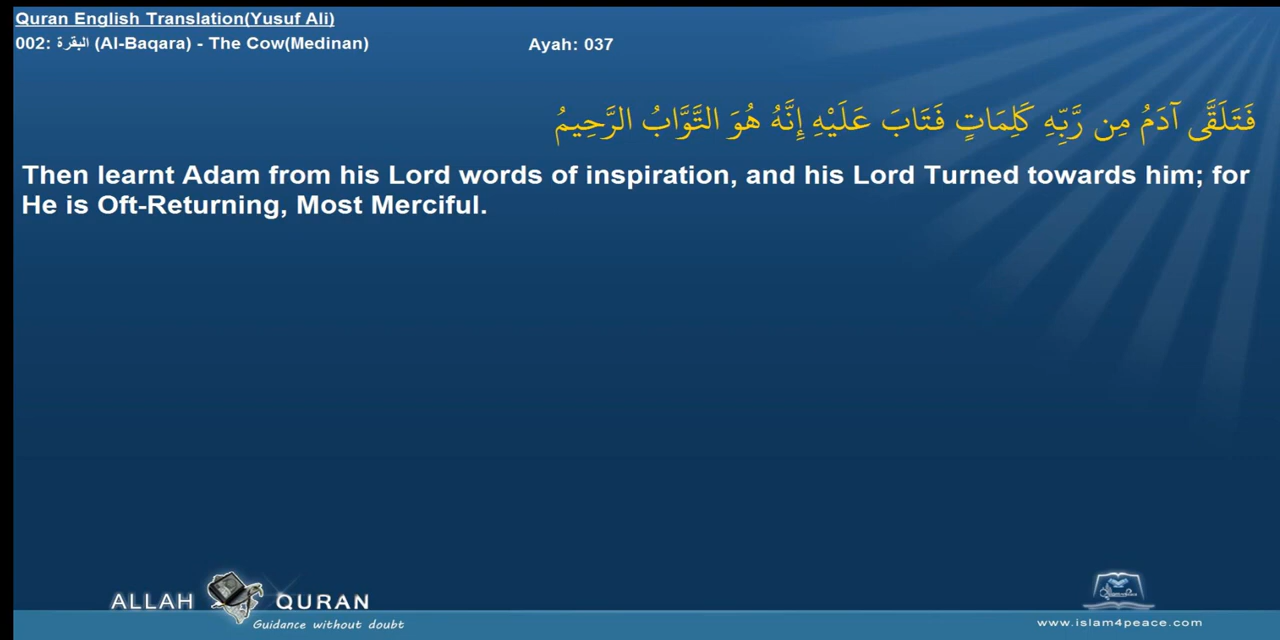 Quran English Translation(Yusuf Ali)
002: البقرة (Al-Baqara) - The Cow(Medinan) Ayah: 037
فَتَلَقَّى آدَمُ مِن رَّبِّهِ كَلِمَاتٍ فَتَابَ عَلَيْهِ إِنَّهُ هُوَ التَّوَّابُ الرَّحِيمُ
Then learnt Adam from his Lord words of inspiration, and his Lord Turned towards him; for
He is Oft-Returning, Most Merciful.
ALLAH QURAN
Guidance without doubt
www.islam4peace.com